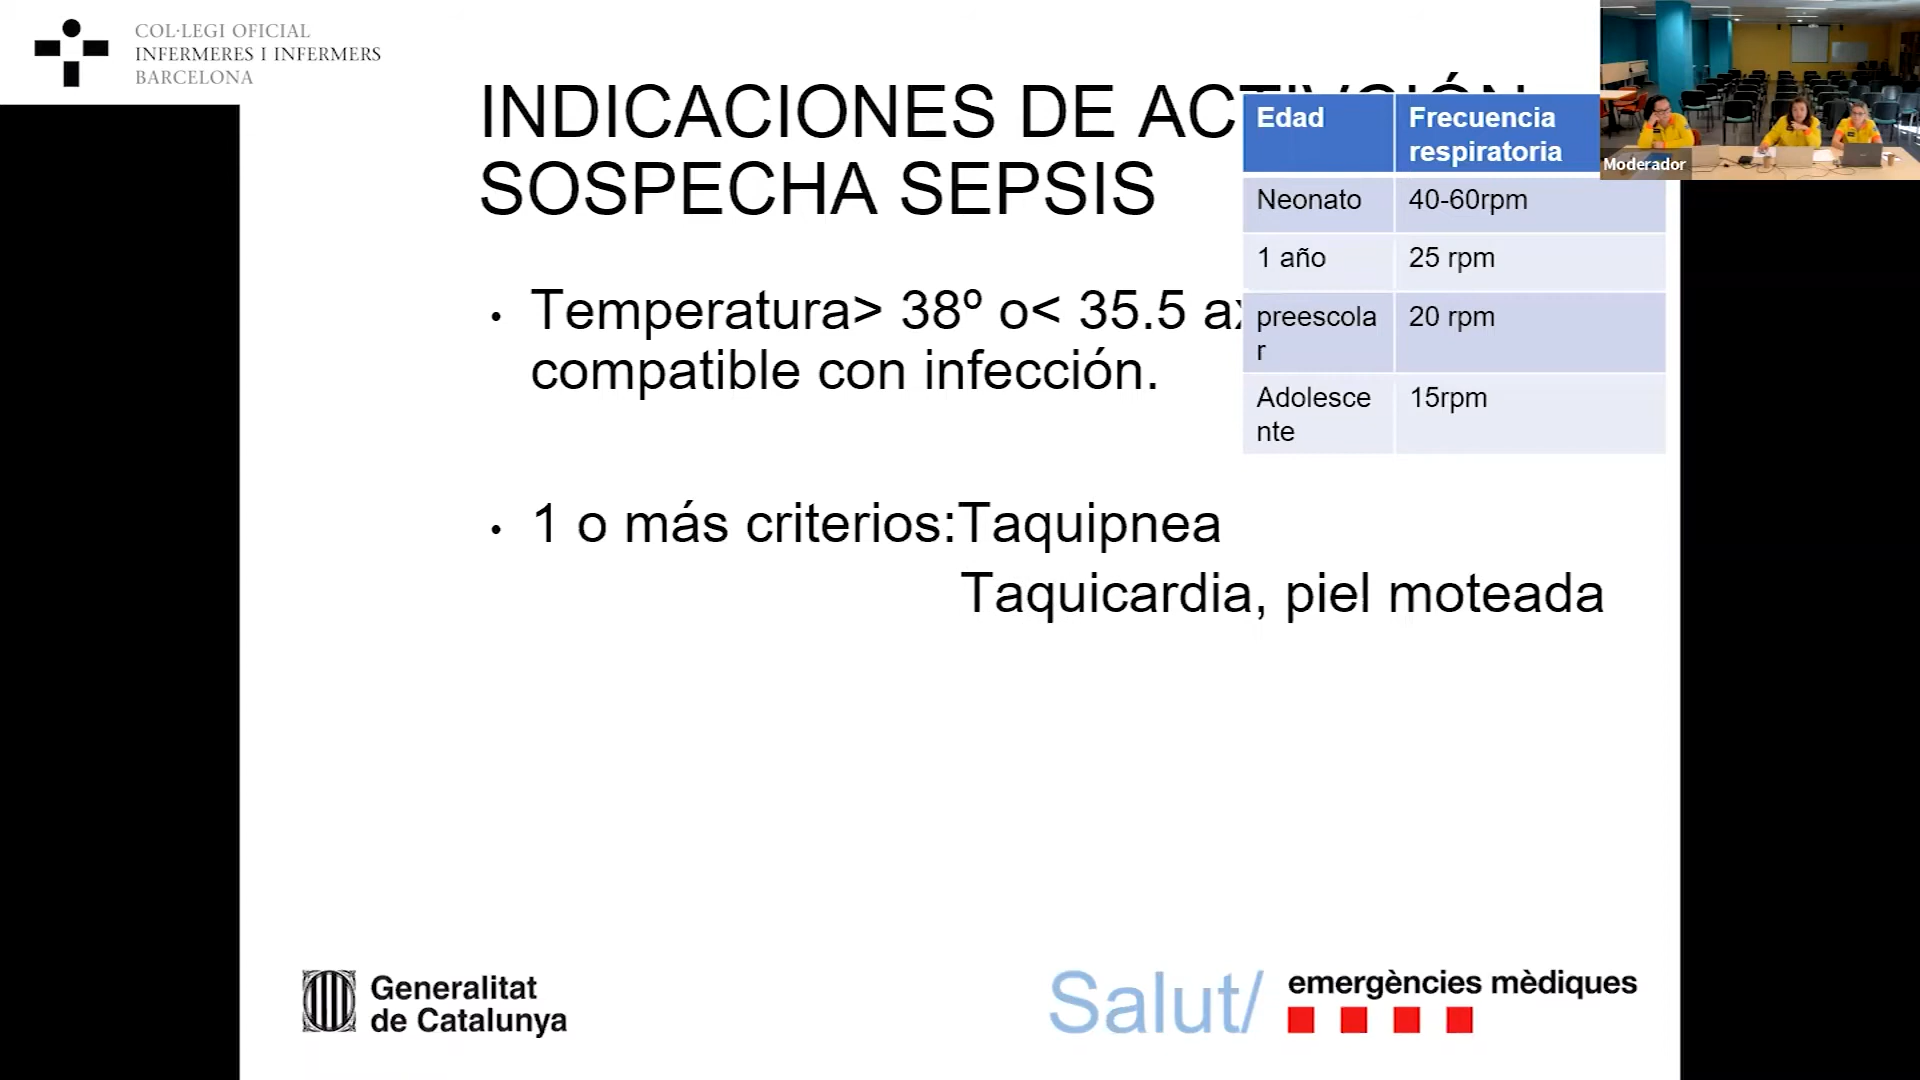 COL·LEGI OFICIAL
INFERMERES I INFERMERS
BARCELONA
INDICACIONES DE
SOSPECHA SEPSIS
Temperatura> 38º o< 35.5
compatible con infección.
1 o más criterios:Taquipnea
Taquicardia, piel moteada
Edad
Frecuencia
respiratoria
Neonato
40-60rpm
1 año
25 rpm
preescola
r
20 rpm
Adolesce
nte
15rpm
Moderador
Generalitat
de Catalunya
Salut/
emergències mèdiques